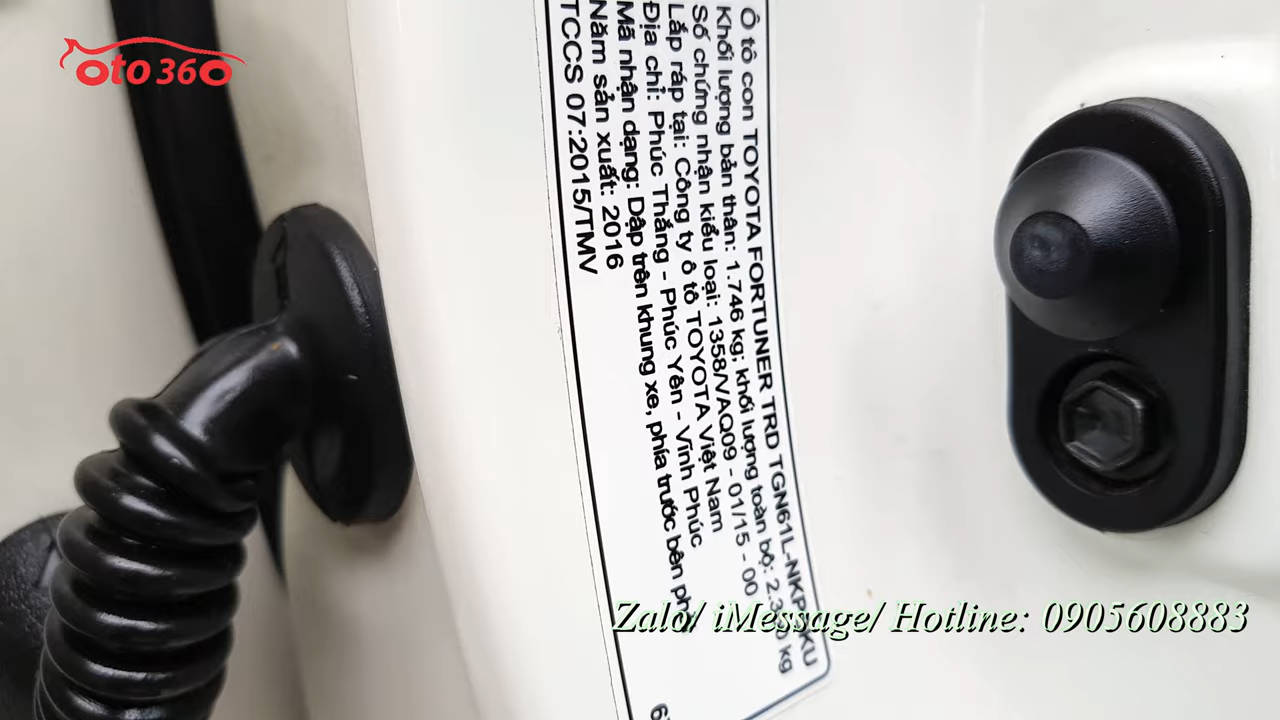 oto360
Ô tô con TOYOTA FORTUNER TRD TGN61L-NKP KU
Khối lượng bản thân: 1.746 kg; khối lượng toàn bộ: 2. kg
Số chứng nhận kiểu loại: 1358/VAQ09 - 01/15 - 00
Lắp ráp tại: Công ty ô tô TOYOTA Việt Nam
Địa chỉ: Phúc Thắng - Phúc Yên - Vĩnh Phúc
Mã nhận dạng: Dập trên khung xe, phía trước bên phải
Năm sản xuất: 2016
TCCS 07:2015/TMV
Zalo/ iMessage/ Hotline: 0905608883